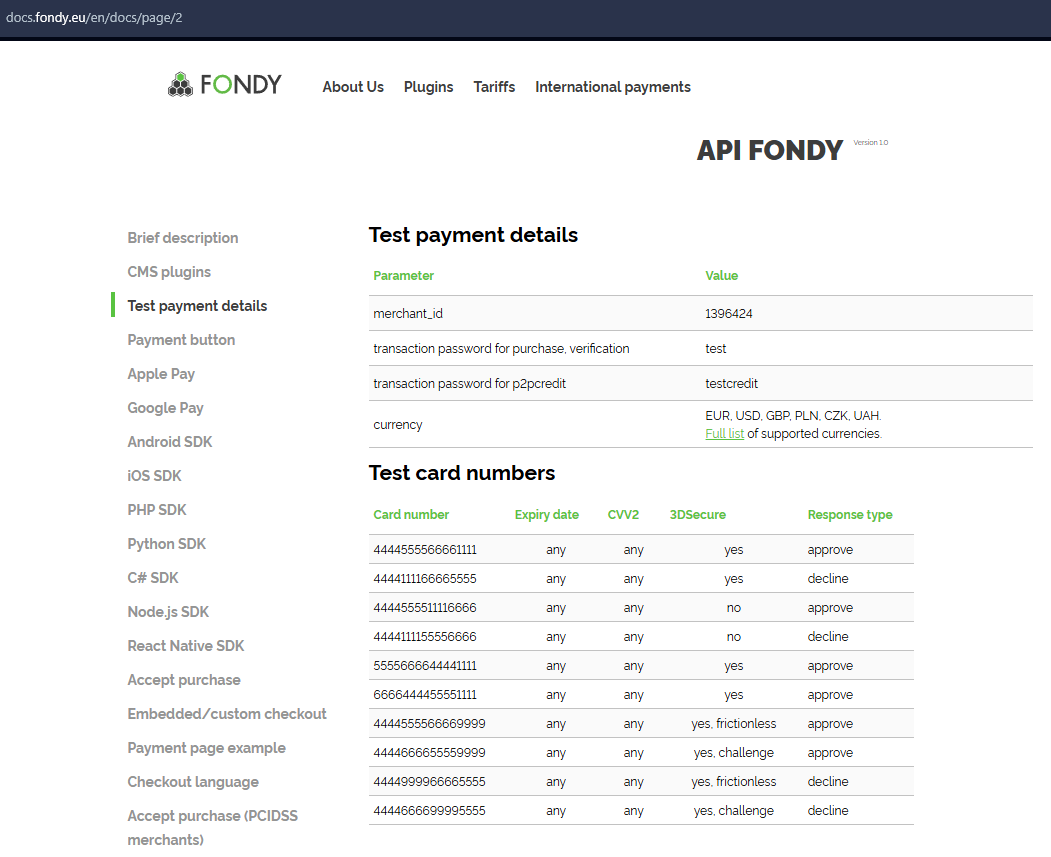 docs.fondy.eu/en/docs/page/2
FONDY
About Us Plugins Tariffs International payments
API FONDY Version 1.0
Brief description
CMS plugins
Test payment details
Payment button
Apple Pay
Google Pay
Android SDK
iOS SDK
PHP SDK
Python SDK
C# SDK
Node.js SDK
React Native SDK
Accept purchase
Embedded/custom checkout
Payment page example
Checkout language
Accept purchase (PCIDSS
merchants)
Test payment details
Parameter Value
merchant_id 1396424
transaction password for purchase, verification test
transaction password for p2pcredit testcredit
currency EUR, USD, GBP, PLN, CZK, UAH.
Full list of supported currencies.
Test card numbers
Card number Expiry date CVV2 3DSecure Response type
4444555566661111 any any yes approve
4444111166665555 any any yes decline
4444555511116666 any any no approve
4444111155556666 any any no decline
5555666644441111 any any yes approve
6666444455551111 any any yes approve
4444555566669999 any any yes, frictionless approve
4444666655559999 any any yes, challenge approve
4444999966665555 any any yes, frictionless decline
4444666699995555 any any yes, challenge decline